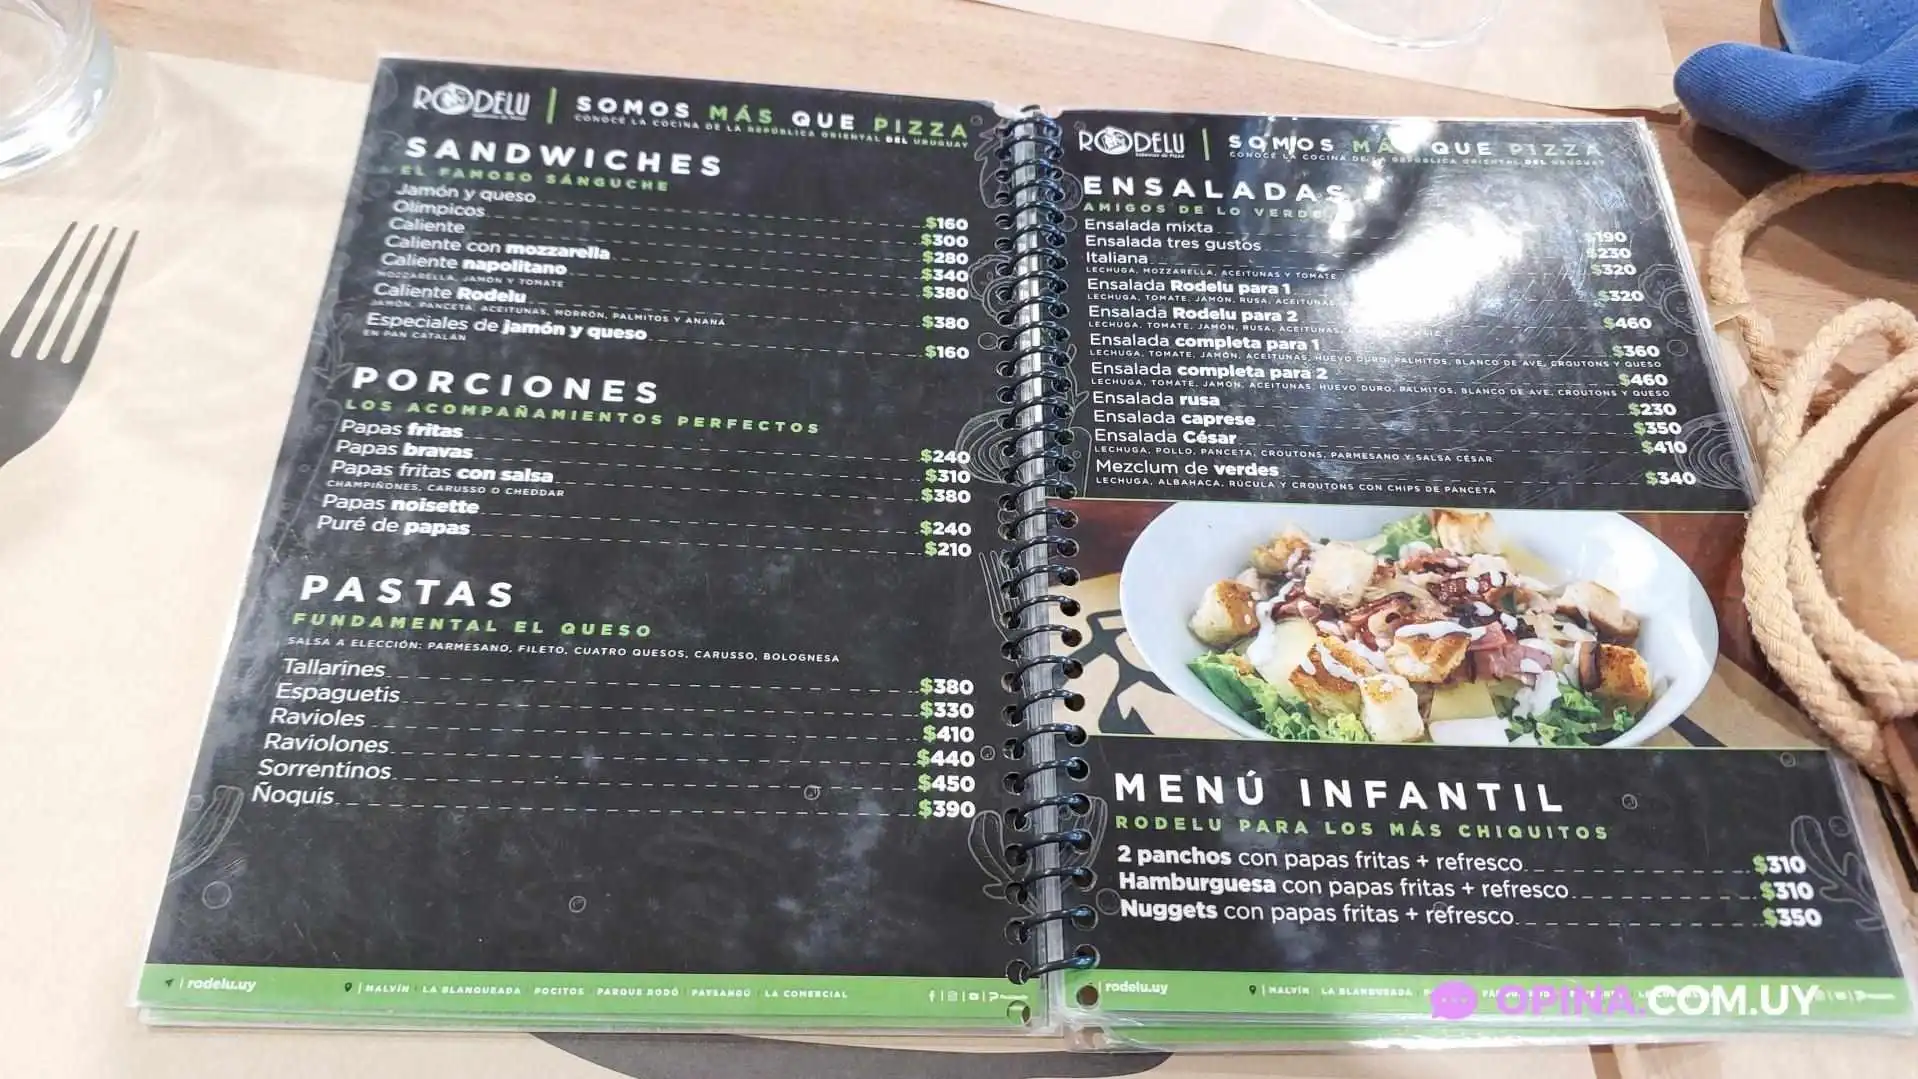 RODELU
SOMOS MÁS QUE PIZZA
CONOCÉ LA COCINA DE LA REPÚBLICA ORIENTAL DEL URUGUAY
SANDWICHES
EL FAMOSO SÁNGUCHE
Jamón y queso $160
Olímpicos $300
Caliente $280
Caliente con mozzarella $340
Caliente napolitano $380
MOZZARELLA, JAMÓN Y TOMATE
Caliente Rodelu $380
JAMÓN, PANCETA, ACEITUNAS, MORRÓN, PALMITOS Y ANANÁ
Especiales de jamón y queso $160
EN PAN CATALÁN
PORCIONES
LOS ACOMPAÑAMIENTOS PERFECTOS
Papas fritas $240
Papas bravas $310
Papas fritas con salsa $380
CHAMPIÑONES, CARUSSO O CHEDDAR
Papas noisette $240
Puré de papas $210
PASTAS
FUNDAMENTAL EL QUESO
SALSA A ELECCIÓN: PARMESANO, FILETO, CUATRO QUESOS, CARUSSO, BOLOGNESA
Tallarines $380
Espaguetis $330
Ravioles $410
Raviolones $440
Sorrentinos $450
Ñoquis $390
rodelu.uy
MALVÍN LA BLANQUEADA POCITOS PARQUE RODÓ PAYSANDÚ LA COMERCIAL
RODELU
SOMOS MÁS QUE PIZZA
CONOCÉ LA COCINA DE LA REPÚBLICA ORIENTAL DEL URUGUAY
ENSALADAS
AMIGOS DE LO VERDE
Ensalada mixta $190
Ensalada tres gustos $230
Italiana $320
LECHUGA, MOZZARELLA, ACEITUNAS Y TOMATE
Ensalada Rodelu para 1 $320
LECHUGA, TOMATE, JAMÓN, RUSA, ACEITUNAS,
Ensalada Rodelu para 2 $460
LECHUGA, TOMATE, JAMÓN, RUSA, ACEITUNAS,
Ensalada completa para 1 $360
LECHUGA, TOMATE, JAMÓN, ACEITUNAS, HUEVO DURO, PALMITOS, BLANCO DE AVE, CROUTONS Y QUESO
Ensalada completa para 2 $460
LECHUGA, TOMATE, JAMÓN, ACEITUNAS, HUEVO DURO, PALMITOS, BLANCO DE AVE, CROUTONS Y QUESO
Ensalada rusa $230
Ensalada caprese $350
Ensalada César $410
LECHUGA, POLLO, PANCETA, CROUTONS, PARMESANO Y SALSA CÉSAR
Mezclum de verdes $340
LECHUGA, ALBAHACA, RÚCULA Y CROUTONS CON CHIPS DE PANCETA
MENÚ INFANTIL
RODELU PARA LOS MÁS CHIQUITOS
2 panchos con papas fritas + refresco $310
Hamburguesa con papas fritas + refresco $310
Nuggets con papas fritas + refresco $350
rodelu.uy
MALVÍN LA BLANQUEADA
OPINA.COM.UY